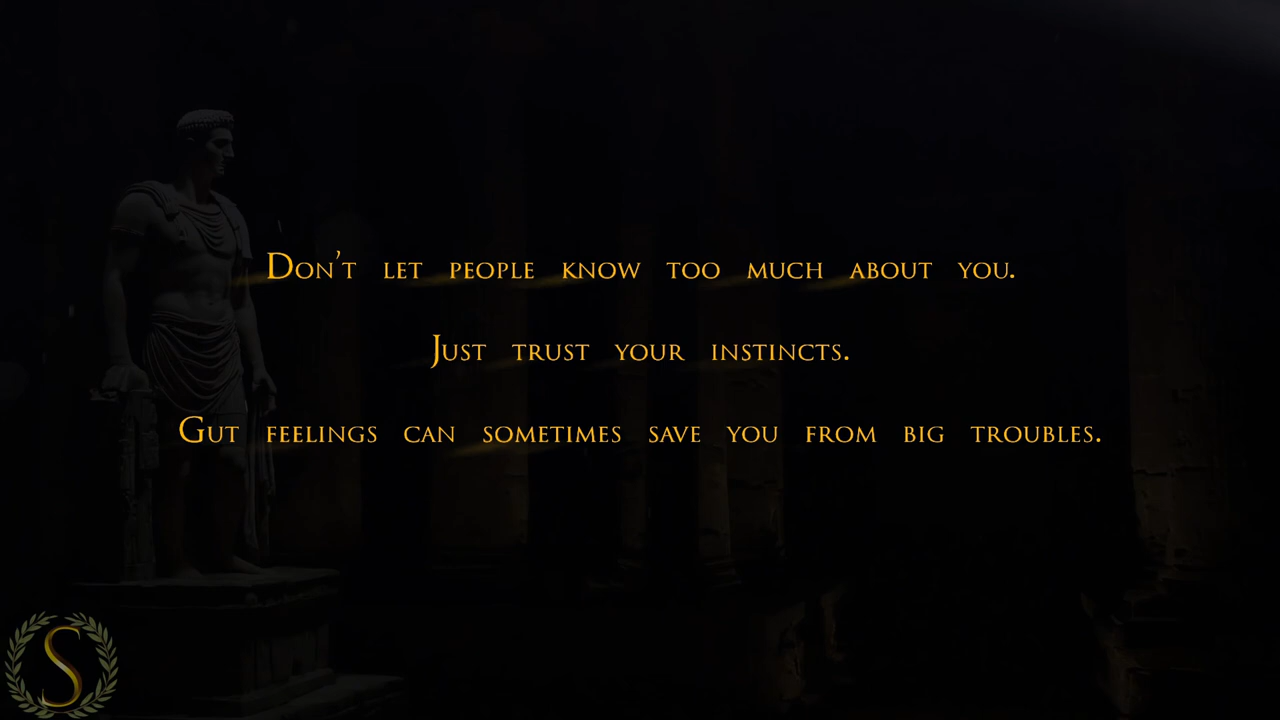 Don't let people know too much about you.
Just trust your instincts.
Gut feelings can sometimes save you from big troubles.
S